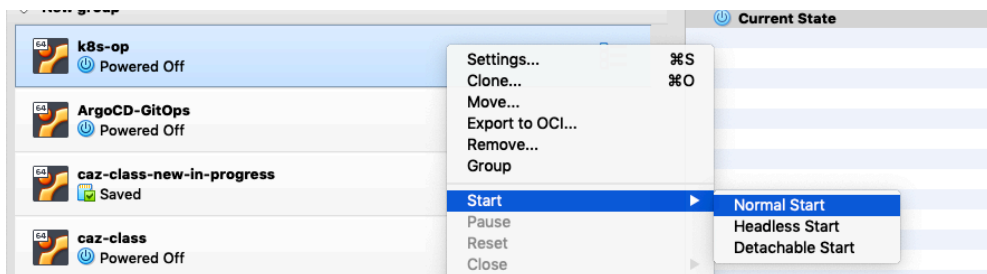 New group
Current State
64
k8s-op
Powered Off
64
ArgoCD-GitOps
Powered Off
64
caz-class-new-in-progress
Saved
64
caz-class
Powered Off
Settings... ⌘S
Clone... ⌘O
Move...
Export to OCI...
Remove...
Group
Start
Pause
Reset
Close
Normal Start
Headless Start
Detachable Start